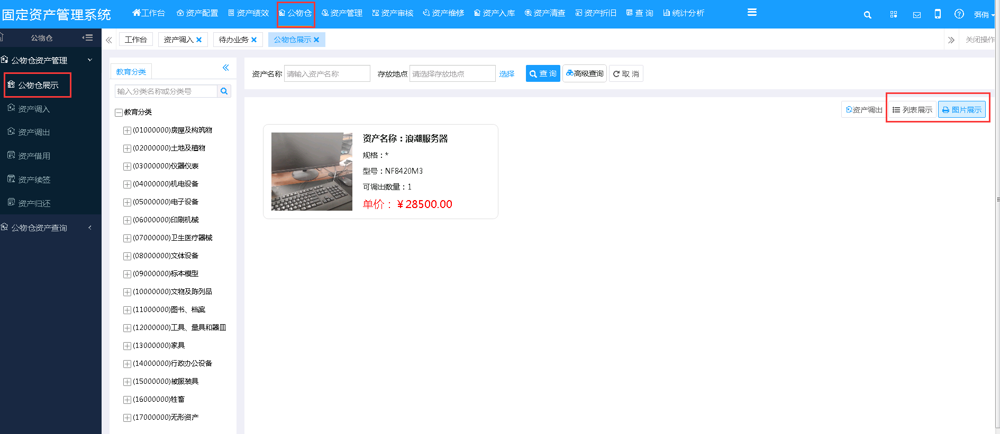 固定资产管理系统
工作台 资产配置 资产绩效 公物仓 资产管理 资产审核 资产维修 资产入库 资产清查 资产折旧 查 询 统计分析
弭俏
公物仓
工作台 资产调入 待办业务 公物仓展示
关闭操作
公物仓资产管理
公物仓展示
资产调入
资产调出
资产借用
资产续签
资产归还
公物仓资产查询
教育分类
输入分类名称或分类号
教育分类
(01000000)房屋及构筑物
(02000000)土地及植物
(03000000)仪器仪表
(04000000)机电设备
(05000000)电子设备
(06000000)印刷机械
(07000000)卫生医疗器械
(08000000)文体设备
(09000000)标本模型
(10000000)文物及陈列品
(11000000)图书、档案
(12000000)工具、量具和器皿
(13000000)家具
(14000000)行政办公设备
(15000000)被服装具
(16000000)牲畜
(17000000)无形资产
资产名称 请输入资产名称 存放地点 请选择存放地点 选择 查 询 高级查询 取 消
资产调出 列表展示 图片展示
资产名称：浪潮服务器
规格：*
型号：NF8420M3
可调出数量：1
单价：￥28500.00